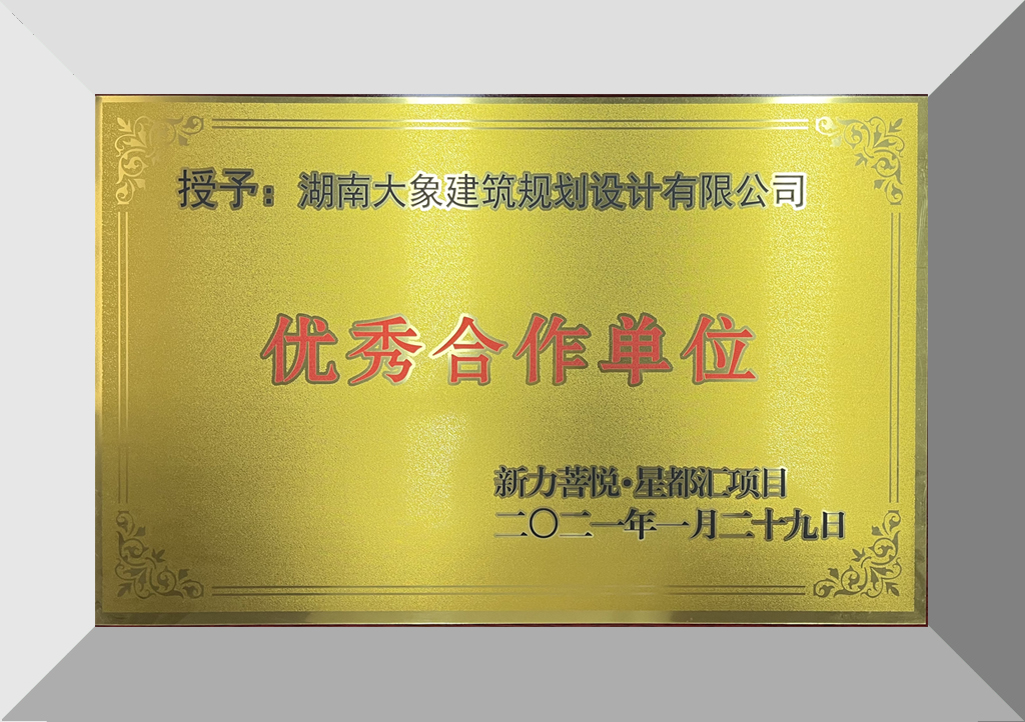 授予：湖南大象建筑规划设计有限公司
优秀合作单位
新力菩悦·星都汇项目
二〇二一年一月二十九日